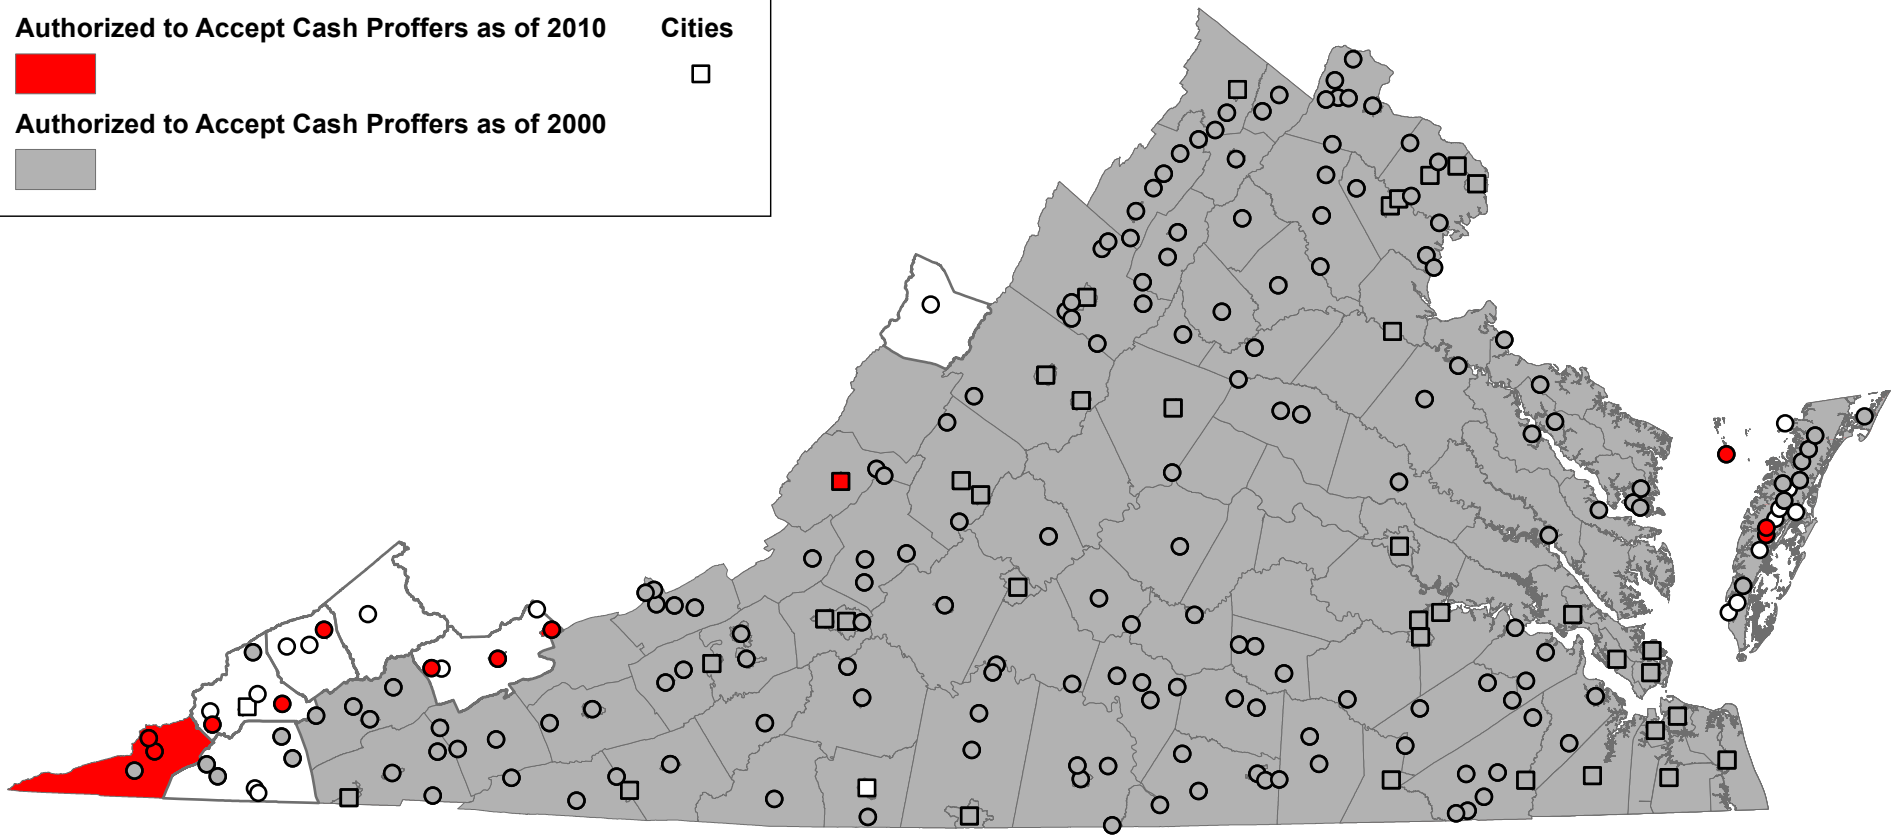 Authorized to Accept Cash Proffers as of 2010 Cities
Authorized to Accept Cash Proffers as of 2000